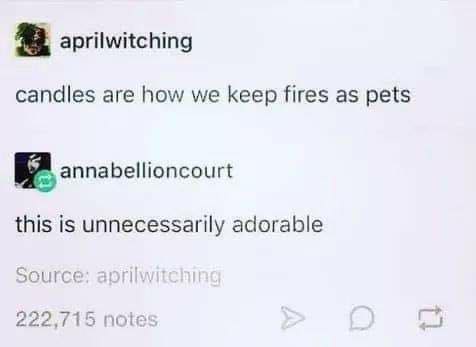 aprilwitching
candles are how we keep fires as pets
annabellioncourt
this is unnecessarily adorable
Source: aprilwitching
222,715 notes